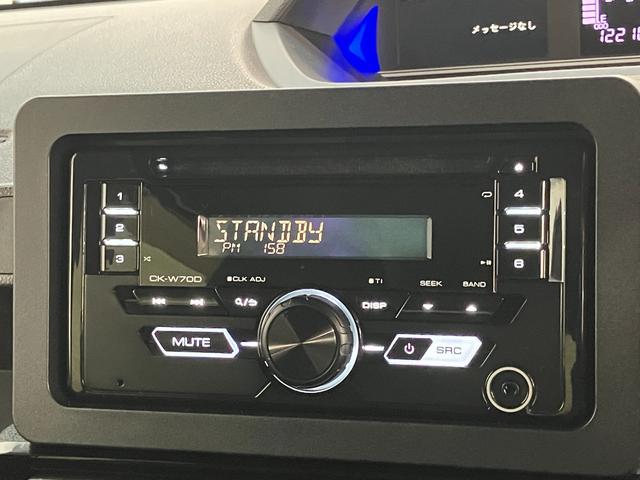 メッセージなし
E
ODO
1
2
3
4
5
6
STANDBY
PM 158
CK-W70D
CLK ADJ
TI
SEEK
BAND
DISP
MUTE
SRC